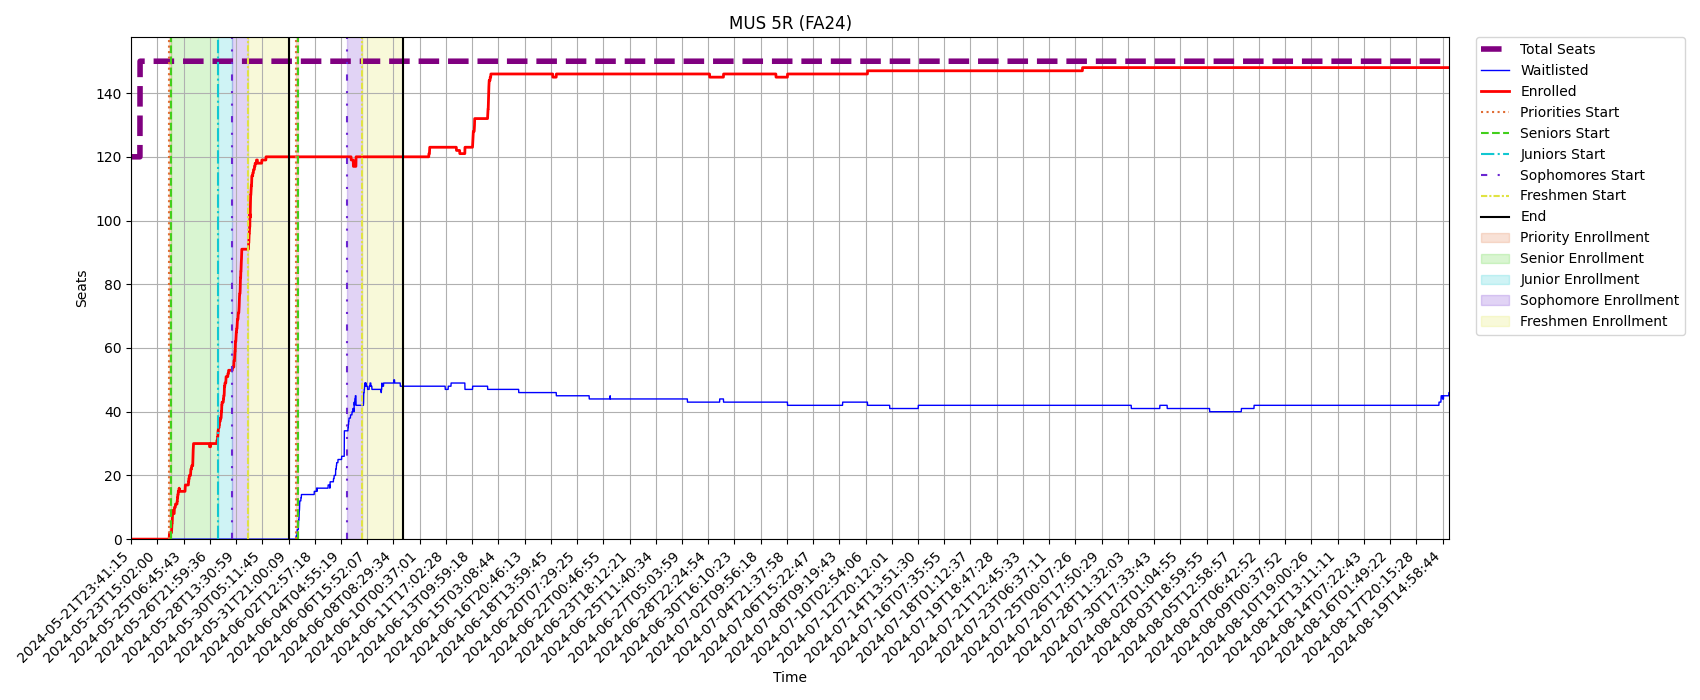 MUS 5R (FA24)
Total Seats
Waitlisted
Enrolled
Priorities Start
Seniors Start
Juniors Start
Sophomores Start
Freshmen Start
End
Priority Enrollment
Senior Enrollment
Junior Enrollment
Sophomore Enrollment
Freshmen Enrollment
Seats
140
120
100
80
60
40
20
0
2024-05-21T23:41:15
2024-05-23T15:02:00
2024-05-25T06:45:43
2024-05-26T21:59:36
2024-05-28T13:30:59
2024-05-30T05:11:45
2024-05-31T21:00:09
2024-06-02T12:57:18
2024-06-04T04:55:19
2024-06-06T15:52:07
2024-06-08T08:29:34
2024-06-10T00:37:01
2024-06-11T17:02:28
2024-06-13T09:59:18
2024-06-15T03:08:44
2024-06-16T20:46:13
2024-06-18T13:59:45
2024-06-20T07:29:25
2024-06-22T00:46:55
2024-06-23T18:12:21
2024-06-25T11:40:34
2024-06-27T05:03:59
2024-06-28T22:24:54
2024-06-30T16:10:23
2024-07-02T09:56:18
2024-07-04T21:37:58
2024-07-06T15:22:47
2024-07-08T09:19:43
2024-07-10T02:54:06
2024-07-12T20:12:01
2024-07-14T13:51:30
2024-07-16T07:35:55
2024-07-18T01:12:37
2024-07-19T18:47:28
2024-07-21T12:45:33
2024-07-23T06:37:11
2024-07-25T00:07:26
2024-07-26T17:50:29
2024-07-28T11:32:03
2024-07-30T17:33:43
2024-08-02T01:04:55
2024-08-03T18:59:55
2024-08-05T12:58:57
2024-08-07T06:42:52
2024-08-09T00:37:52
2024-08-10T19:00:26
2024-08-12T13:11:11
2024-08-14T07:22:43
2024-08-16T01:49:22
2024-08-17T20:15:28
2024-08-19T14:58:44
Time